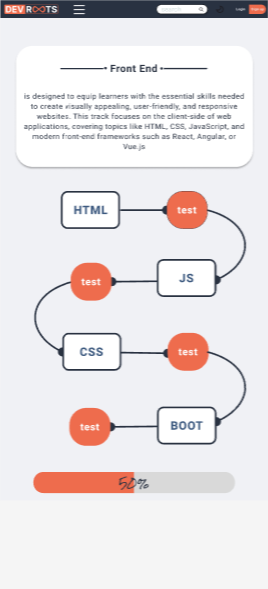 DEV ROOTS
Login
Front End
is designed to equip learners with the essential skills needed
to create visually appealing, user-friendly, and responsive
websites. This track focuses on the client-side of web
applications, covering topics like HTML, CSS, JavaScript, and
modern front-end frameworks such as React, Angular, or
Vue.js
HTML
test
test
JS
CSS
test
test
BOOT
50%